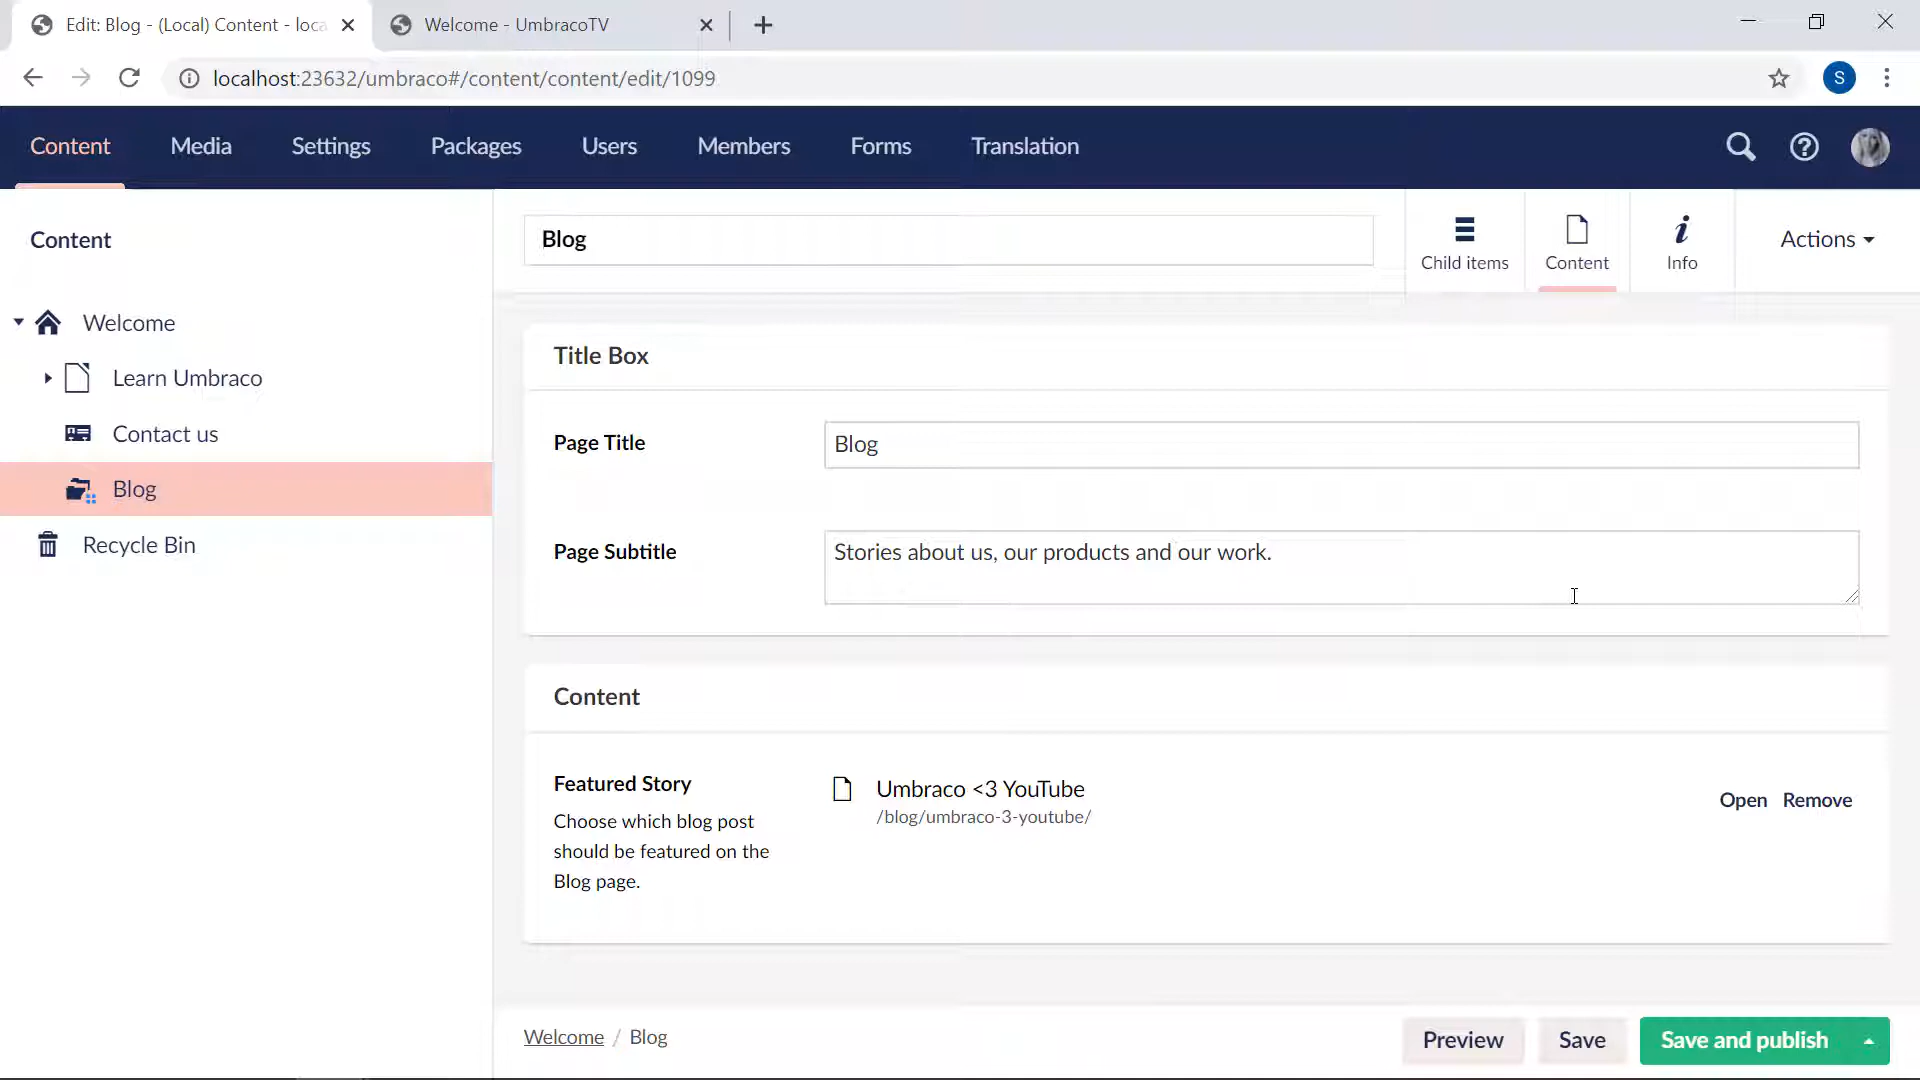 Edit: Blog - (Local) Content - loca
Welcome - UmbracoTV
localhost:23632/umbraco#/content/content/edit/1099
S
Content
Media
Settings
Packages
Users
Members
Forms
Translation
Content
Welcome
Learn Umbraco
Contact us
Blog
Recycle Bin
Blog
Child items
Content
Info
Actions
Title Box
Page Title
Blog
Page Subtitle
Stories about us, our products and our work.
Content
Featured Story
Choose which blog post
should be featured on the
Blog page.
Umbraco <3 YouTube
/blog/umbraco-3-youtube/
Open
Remove
Welcome / Blog
Preview
Save
Save and publish